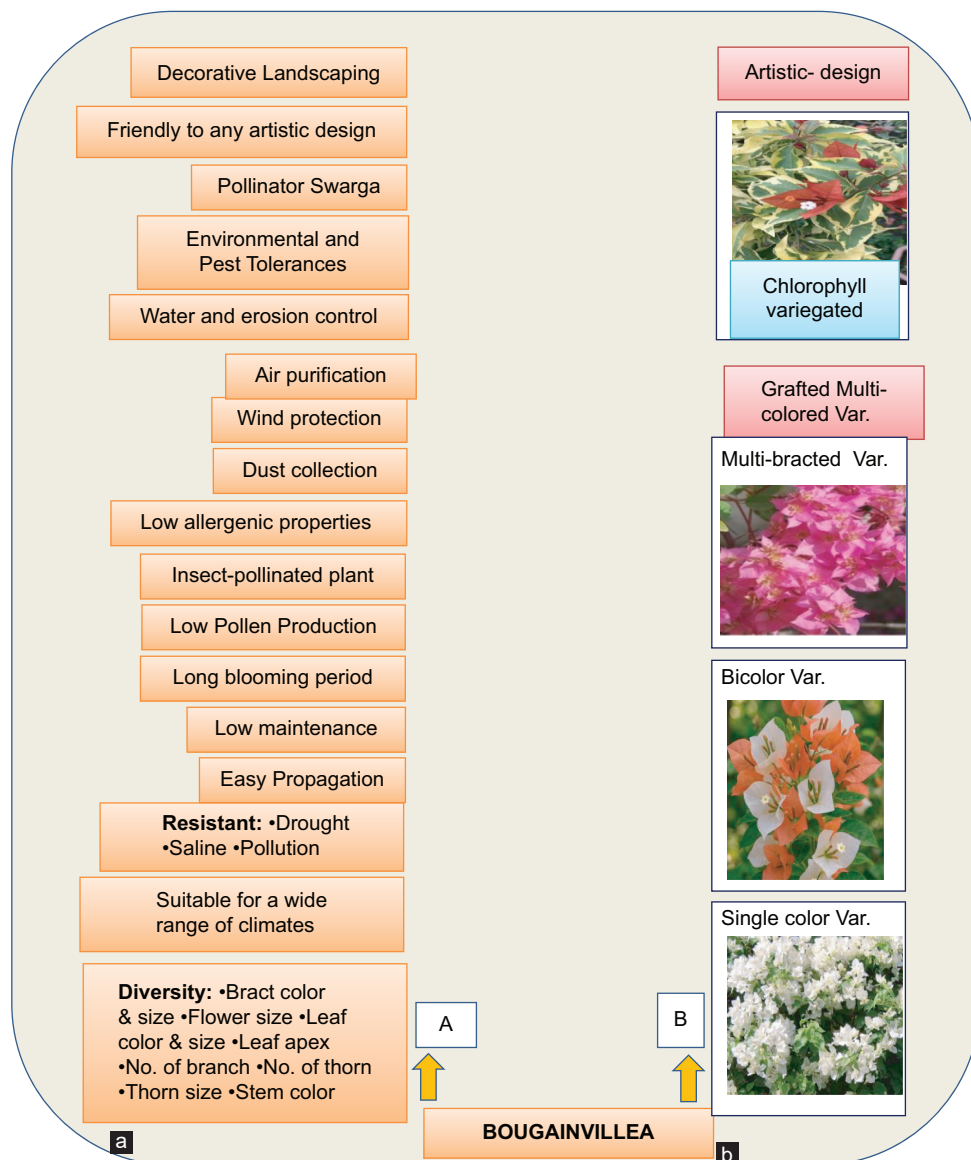 Decorative Landscaping
Friendly to any artistic design
Pollinator Swarga
Environmental and
Pest Tolerances
Water and erosion control
Air purification
Wind protection
Dust collection
Low allergenic properties
Insect-pollinated plant
Low Pollen Production
Long blooming period
Low maintenance
Easy Propagation
Resistant: •Drought
•Saline •Pollution
Suitable for a wide
range of climates
Diversity: •Bract color
& size •Flower size •Leaf
color & size •Leaf apex
•No. of branch •No. of thorn
•Thorn size •Stem color
a
A
BOUGAINVILLEA
B
Artistic- design
Chlorophyll
variegated
Grafted Multi-
colored Var.
Multi-bracted Var.
Bicolor Var.
Single color Var.
b